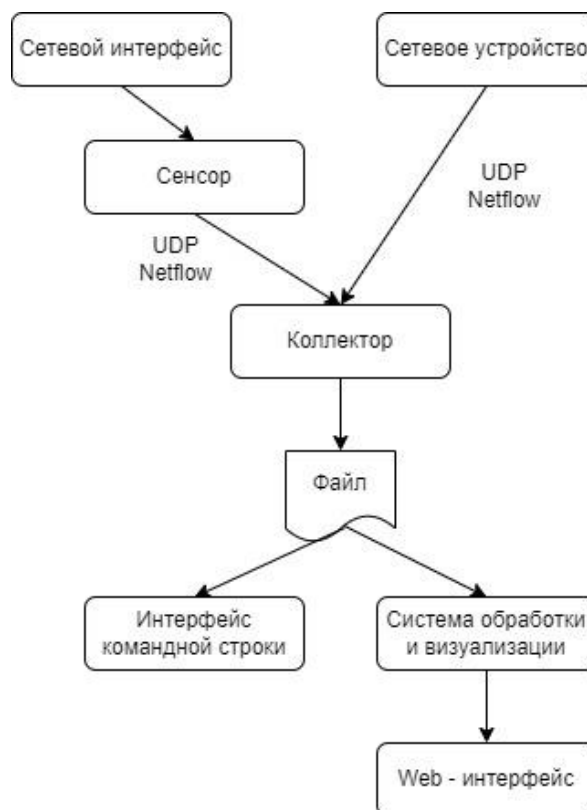 Сетевой интерфейс
Сетевое устройство
Сенсор
UDP
Netflow
UDP
Netflow
Коллектор
Файл
Интерфейс
командной строки
Система обработки
и визуализации
Web - интерфейс